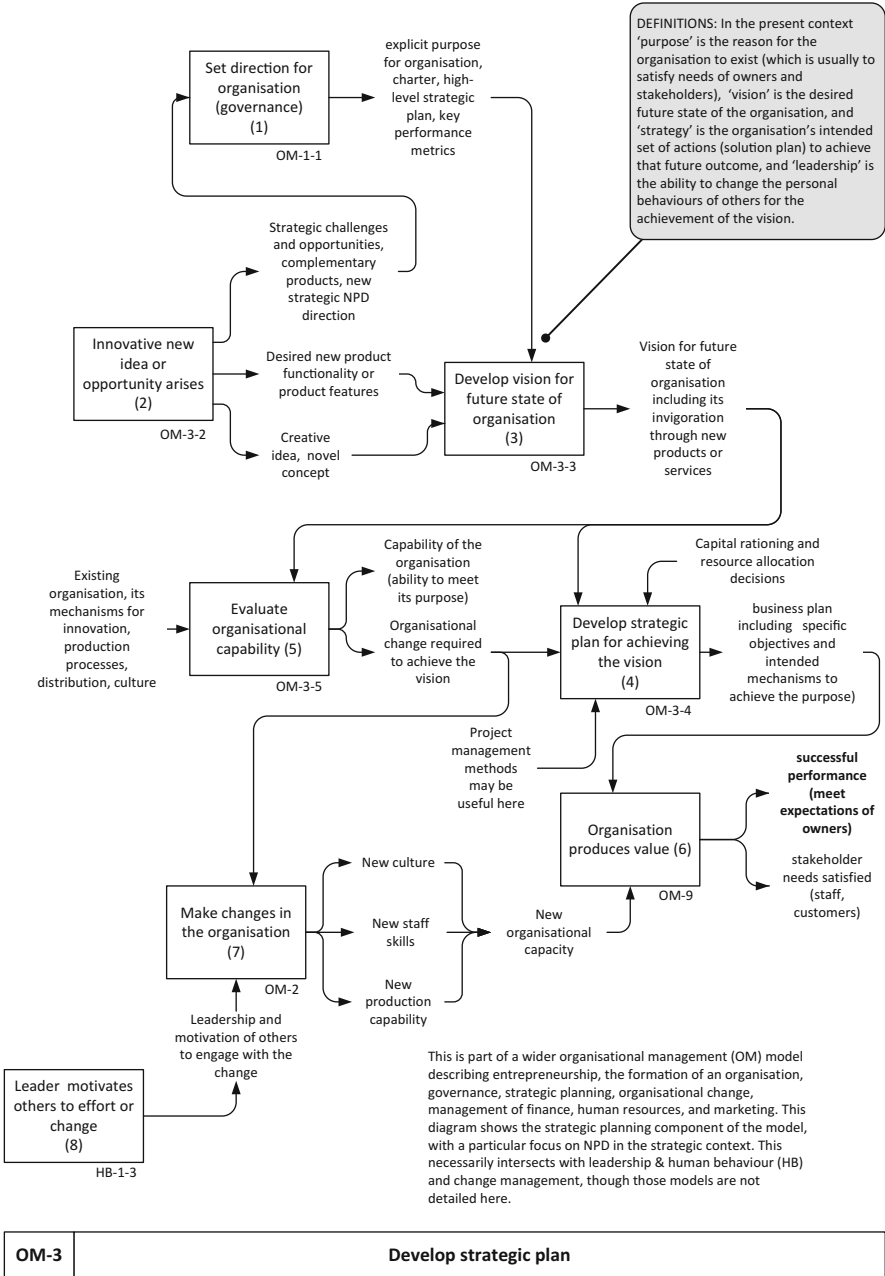 Set direction for
organisation
(governance)
(1)
OM-1-1
explicit purpose
for organisation,
charter, high-
level strategic
plan, key
performance
metrics
DEFINITIONS: In the present context
‘purpose’ is the reason for the
organisation to exist (which is usually to
satisfy needs of owners and
stakeholders), ‘vision’ is the desired
future state of the organisation, and
‘strategy’ is the organisation’s intended
set of actions (solution plan) to achieve
that future outcome, and ‘leadership’ is
the ability to change the personal
behaviours of others for the
achievement of the vision.
Strategic challenges
and opportunities,
complementary
products, new
strategic NPD
direction
Innovative new
idea or
opportunity arises
(2)
OM-3-2
Desired new product
functionality or
product features
Creative
idea, novel
concept
Develop vision for
future state of
organisation
(3)
OM-3-3
Vision for future
state of
organisation
including its
invigoration
through new
products or
services
Existing
organisation, its
mechanisms for
innovation,
production
processes,
distribution, culture
Evaluate
organisational
capability (5)
OM-3-5
Capability of the
organisation
(ability to meet
its purpose)
Organisational
change required
to achieve the
vision
Capital rationing and
resource allocation
decisions
Develop strategic
plan for achieving
the vision
(4)
OM-3-4
business plan
including specific
objectives and
intended
mechanisms to
achieve the purpose)
Project
management
methods
may be
useful here
Organisation
produces value (6)
OM-9
successful
performance
(meet
expectations of
owners)
stakeholder
needs satisfied
(staff,
customers)
Make changes in
the organisation
(7)
OM-2
New culture
New staff
skills
New
production
capability
New
organisational
capacity
Leadership and
motivation of others
to engage with the
change
Leader motivates
others to effort or
change
(8)
HB-1-3
This is part of a wider organisational management (OM) model
describing entrepreneurship, the formation of an organisation,
governance, strategic planning, organisational change,
management of finance, human resources, and marketing. This
diagram shows the strategic planning component of the model,
with a particular focus on NPD in the strategic context. This
necessarily intersects with leadership & human behaviour (HB)
and change management, though those models are not
detailed here.
OM-3
Develop strategic plan